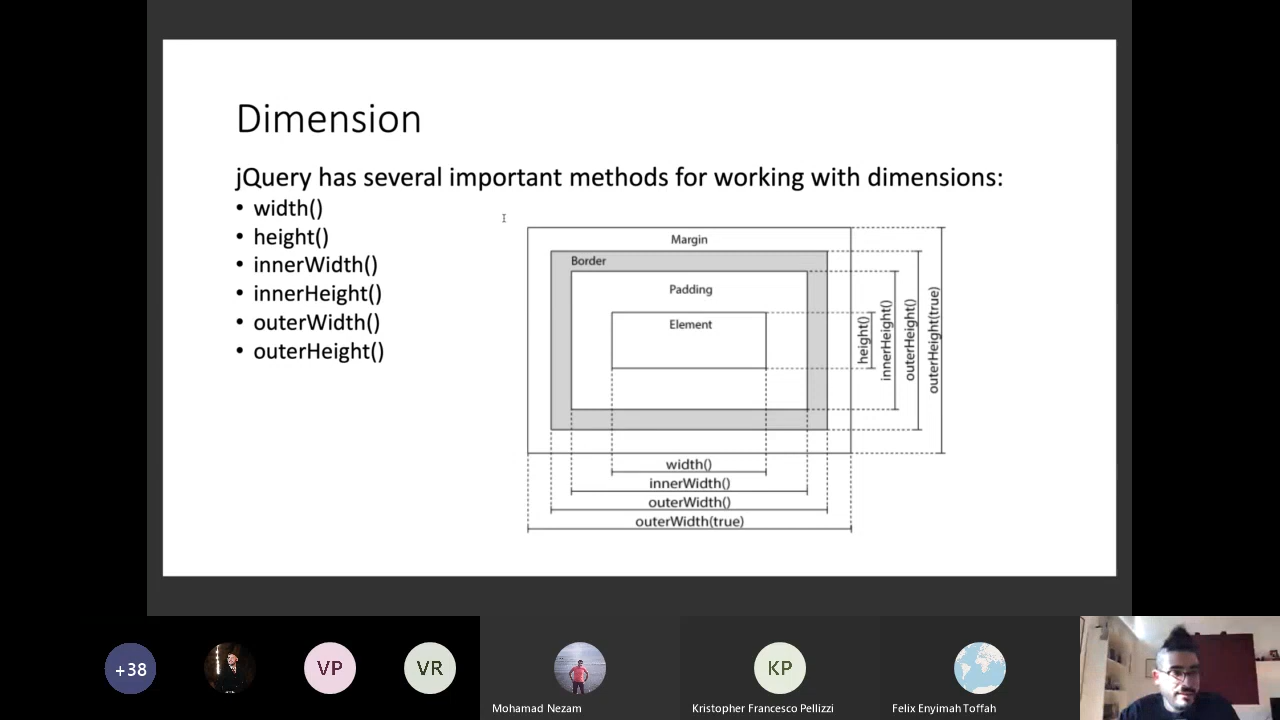 Dimension
jQuery has several important methods for working with dimensions:
• width()
• height()
• innerWidth()
• innerHeight()
• outerWidth()
• outerHeight()
Margin
Border
Padding
Element
height()
innerHeight()
outerHeight()
outerHeight(true)
width()
innerWidth()
outerWidth()
outerWidth(true)
+38
VP
VR
KP
Mohamad Nezam
Kristopher Francesco Pellizzi
Felix Enyimah Toffah